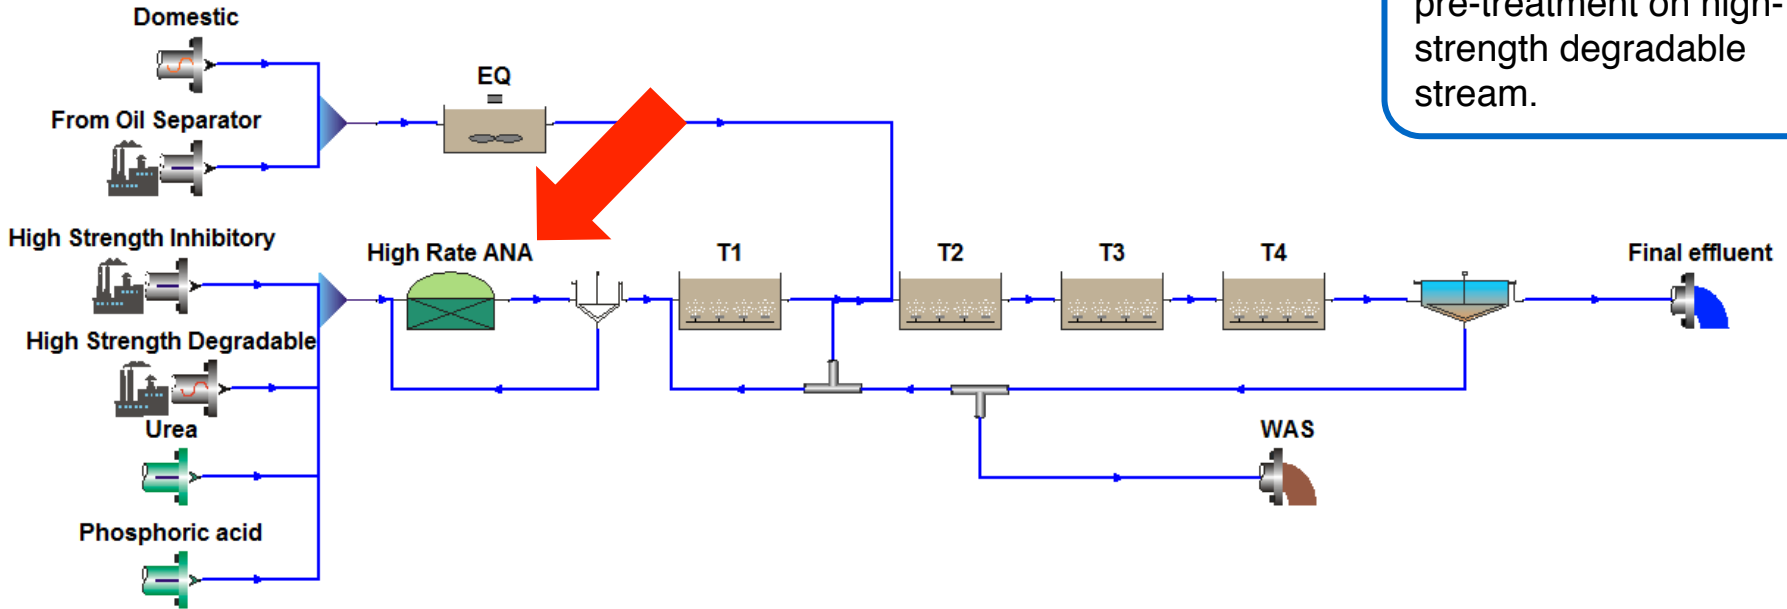 Domestic
pre-treatment on high-
strength degradable
stream.
EQ
From Oil Separator
High Strength Inhibitory
High Rate ANA
T1
T2
T3
T4
Final effluent
High Strength Degradable
Urea
WAS
Phosphoric acid